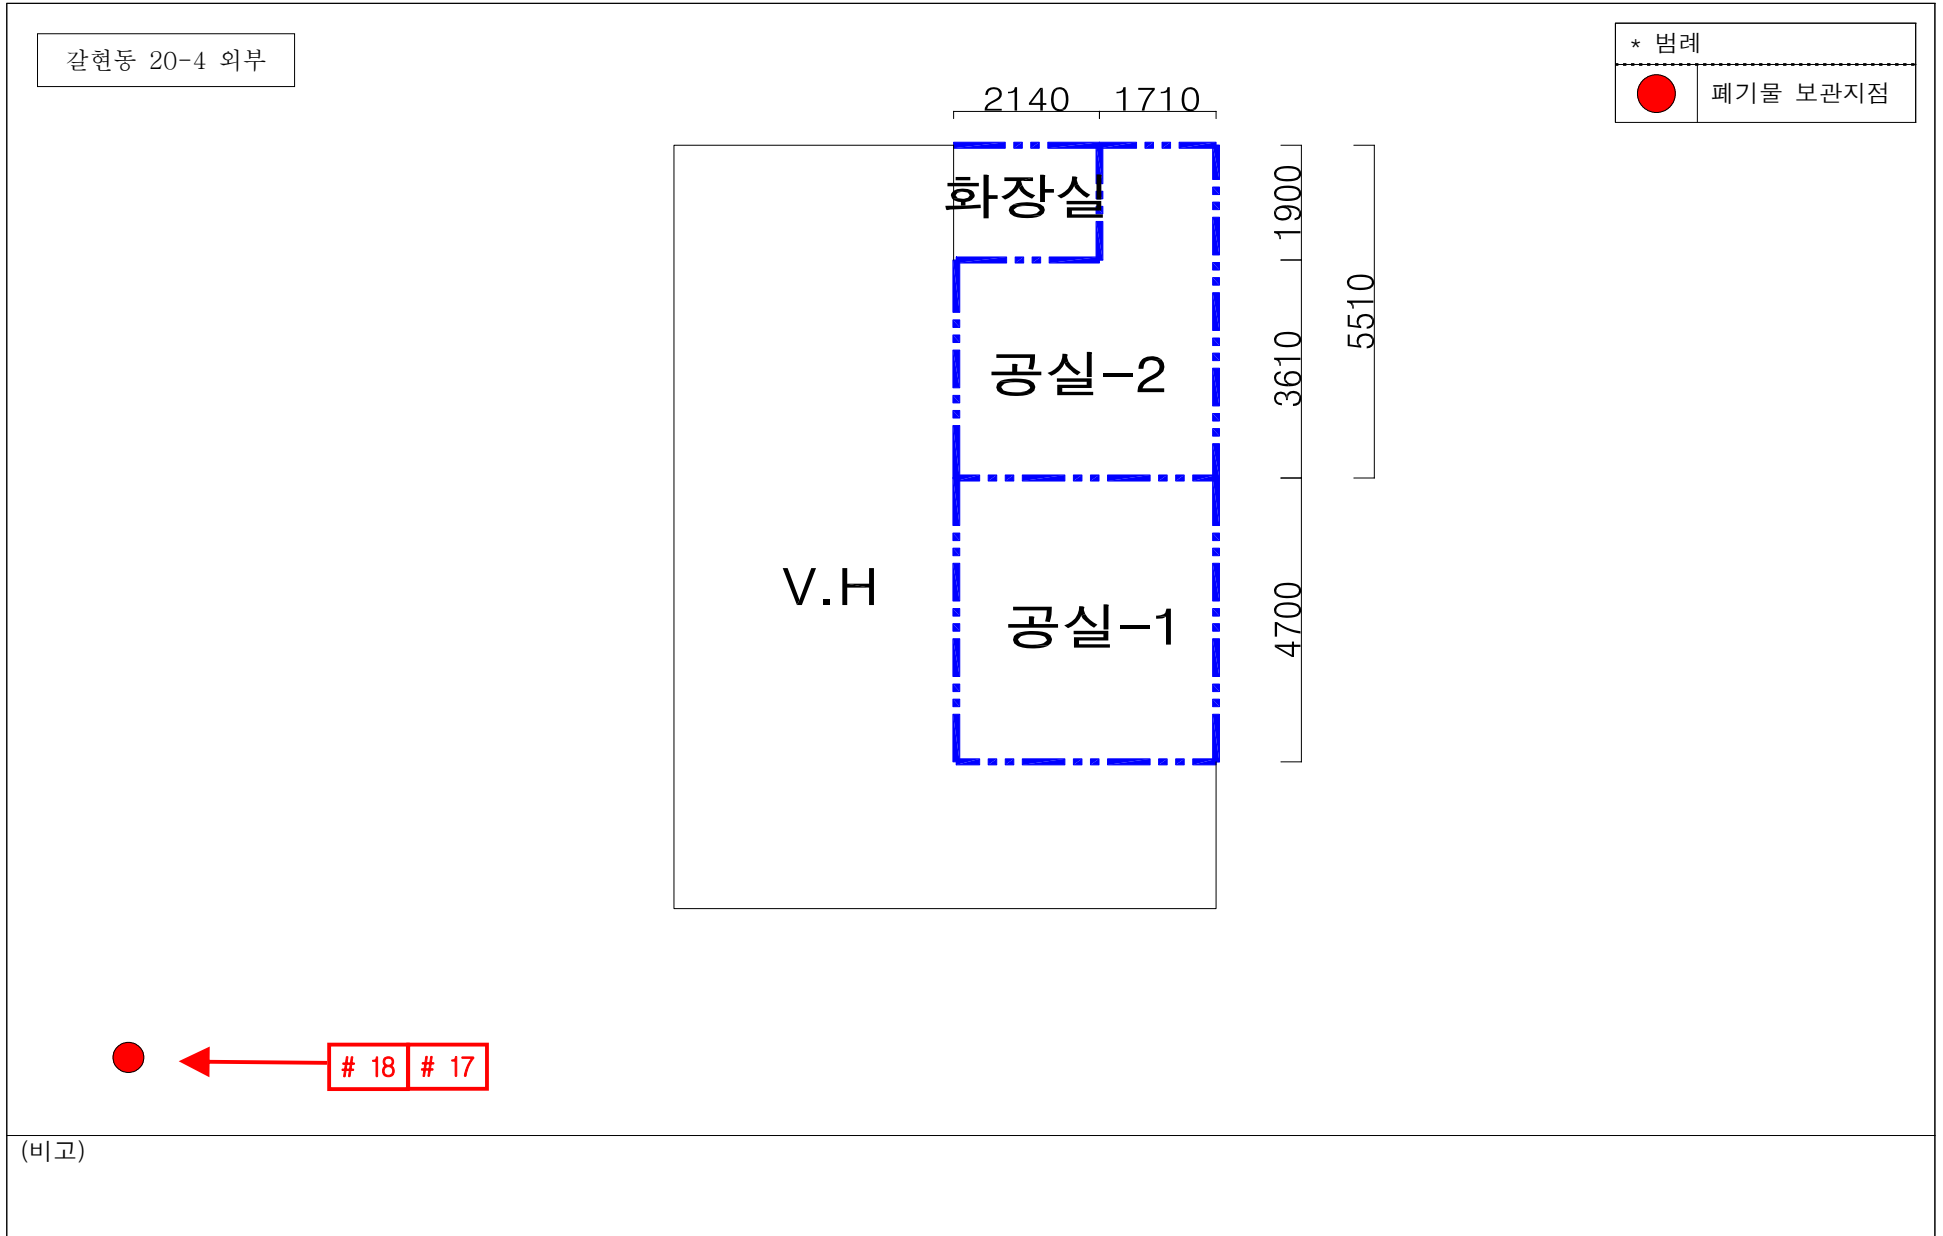 갈현동 20-4 외부
* 범례
폐기물 보관지점
2140 1710
화장실
1900
5510
3610
공실-2
V.H
공실-1
4700
# 18 # 17
(비고)